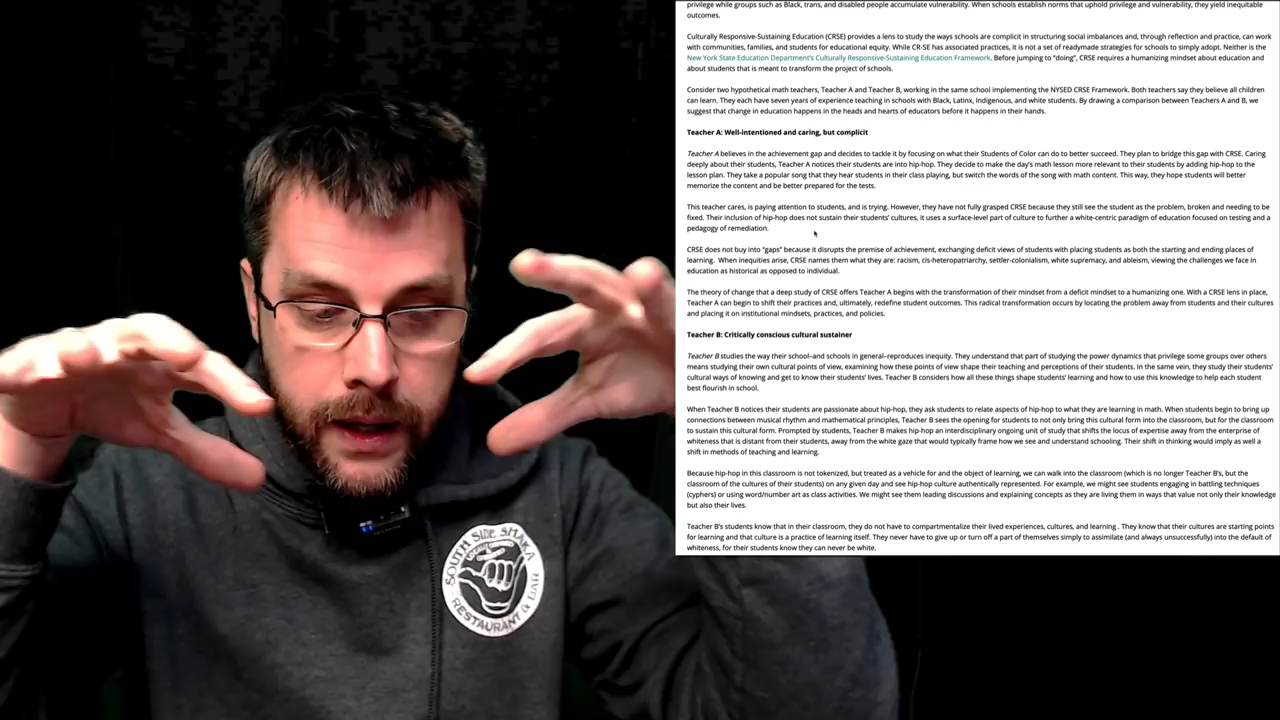 privilege while groups such as Black, trans, and disabled people accumulate vulnerability. When schools establish norms that uphold privilege and vulnerability, they yield inequitable
outcomes.
Culturally Responsive-Sustaining Education (CRSE) provides a lens to study the ways schools are complicit in structuring social imbalances and, through reflection and practice, can work
with communities, families, and students for educational equity. While CR-SE has associated practices, it is not a set of readymade strategies for schools to simply adopt. Neither is the
New York State Education Department's Culturally Responsive-Sustaining Education Framework. Before jumping to "doing", CRSE requires a humanizing mindset about education and
about students that is meant to transform the project of schools.
Consider two hypothetical math teachers, Teacher A and Teacher B, working in the same school implementing the NYSED CRSE Framework. Both teachers say they believe all children
can learn. They each have seven years of experience teaching in schools with Black, Latinx, Indigenous, and white students. By drawing a comparison between Teachers A and B, we
suggest that change in education happens in the heads and hearts of educators before it happens in their hands.
Teacher A: Well-intentioned and caring, but complicit
Teacher A believes in the achievement gap and decides to tackle it by focusing on what their Students of Color can do to better succeed. They plan to bridge this gap with CRSE. Caring
deeply about their students, Teacher A notices their students are into hip-hop. They decide to make the day's math lesson more relevant to their students by adding hip-hop to the
lesson plan. They take a popular song that they hear students in their class playing, but switch the words of the song with math content. This way, they hope students will better
memorize the content and be better prepared for the tests.
This teacher cares, is paying attention to students, and is trying. However, they have not fully grasped CRSE because they still see the student as the problem, broken and needing to be
fixed. Their inclusion of hip-hop does not sustain their students' cultures, it uses a surface-level part of culture to further a white-centric paradigm of education focused on testing and a
pedagogy of remediation.
CRSE does not buy into "gaps" because it disrupts the premise of achievement, exchanging deficit views of students with placing students as both the starting and ending places of
learning. When inequities arise, CRSE names them what they are: racism, cis-heteropatriarchy, settler-colonialism, white supremacy, and ableism, viewing the challenges we face in
education as historical as opposed to individual.
The theory of change that a deep study of CRSE offers Teacher A begins with the transformation of their mindset from a deficit mindset to a humanizing one. With a CRSE lens in place,
Teacher A can begin to shift their practices and, ultimately, redefine student outcomes. This radical transformation occurs by locating the problem away from students and their cultures
and placing it on institutional mindsets, practices, and policies.
Teacher B: Critically conscious cultural sustainer
Teacher B studies the way their school–and schools in general–reproduces inequity. They understand that part of studying the power dynamics that privilege some groups over others
means studying their own cultural points of view, examining how these points of view shape their teaching and perceptions of their students. In the same vein, they study their students'
cultural ways of knowing and get to know their students' lives. Teacher B considers how all these things shape students' learning and how to use this knowledge to help each student
best flourish in school.
When Teacher B notices their students are passionate about hip-hop, they ask students to relate aspects of hip-hop to what they are learning in math. When students begin to bring up
connections between musical rhythm and mathematical principles, Teacher B sees the opening for students to not only bring this cultural form into the classroom, but for the classroom
to sustain this cultural form. Prompted by students, Teacher B makes hip-hop an interdisciplinary ongoing unit of study that shifts the locus of expertise away from the enterprise of
whiteness that is distant from their students, away from the white gaze that would typically frame how we see and understand schooling. Their shift in thinking would imply as well a
shift in methods of teaching and learning.
Because hip-hop in this classroom is not tokenized, but treated as a vehicle for and the object of learning, we can walk into the classroom (which is no longer Teacher B's, but the
classroom of the cultures of their students) on any given day and see hip-hop culture authentically represented. For example, we might see students engaging in battling techniques
(cyphers) or using word/number art as class activities. We might see them leading discussions and explaining concepts as they are living them in ways that value not only their knowledge
but also their lives.
Teacher B's students know that in their classroom, they do not have to compartmentalize their lived experiences, cultures, and learning . They know that their cultures are starting points
for learning and that culture is a practice of learning itself. They never have to give up or turn off a part of themselves simply to assimilate (and always unsuccessfully) into the default of
whiteness, for their students know they can never be white.
SOUTH SIDE SHAKA
RESTAURANT & BAR